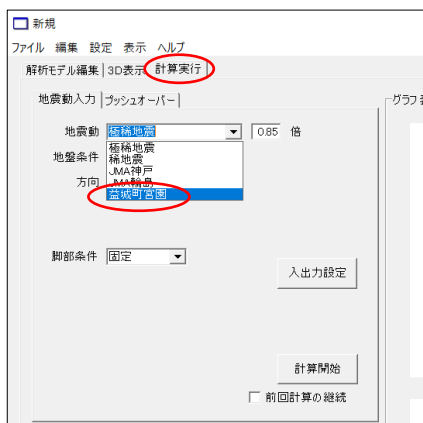 新規
ファイル 編集 設定 表示 ヘルプ
解析モデル編集 3D表示 計算実行
地震動入力 プッシュオーバー
グラフ
地震動 極稀地震 0.85 倍
極稀地震
地盤条件 稀地震
JMA神戸
方向 JMA輪島
益城町宮園
脚部条件 固定
入出力設定
計算開始
前回計算の継続